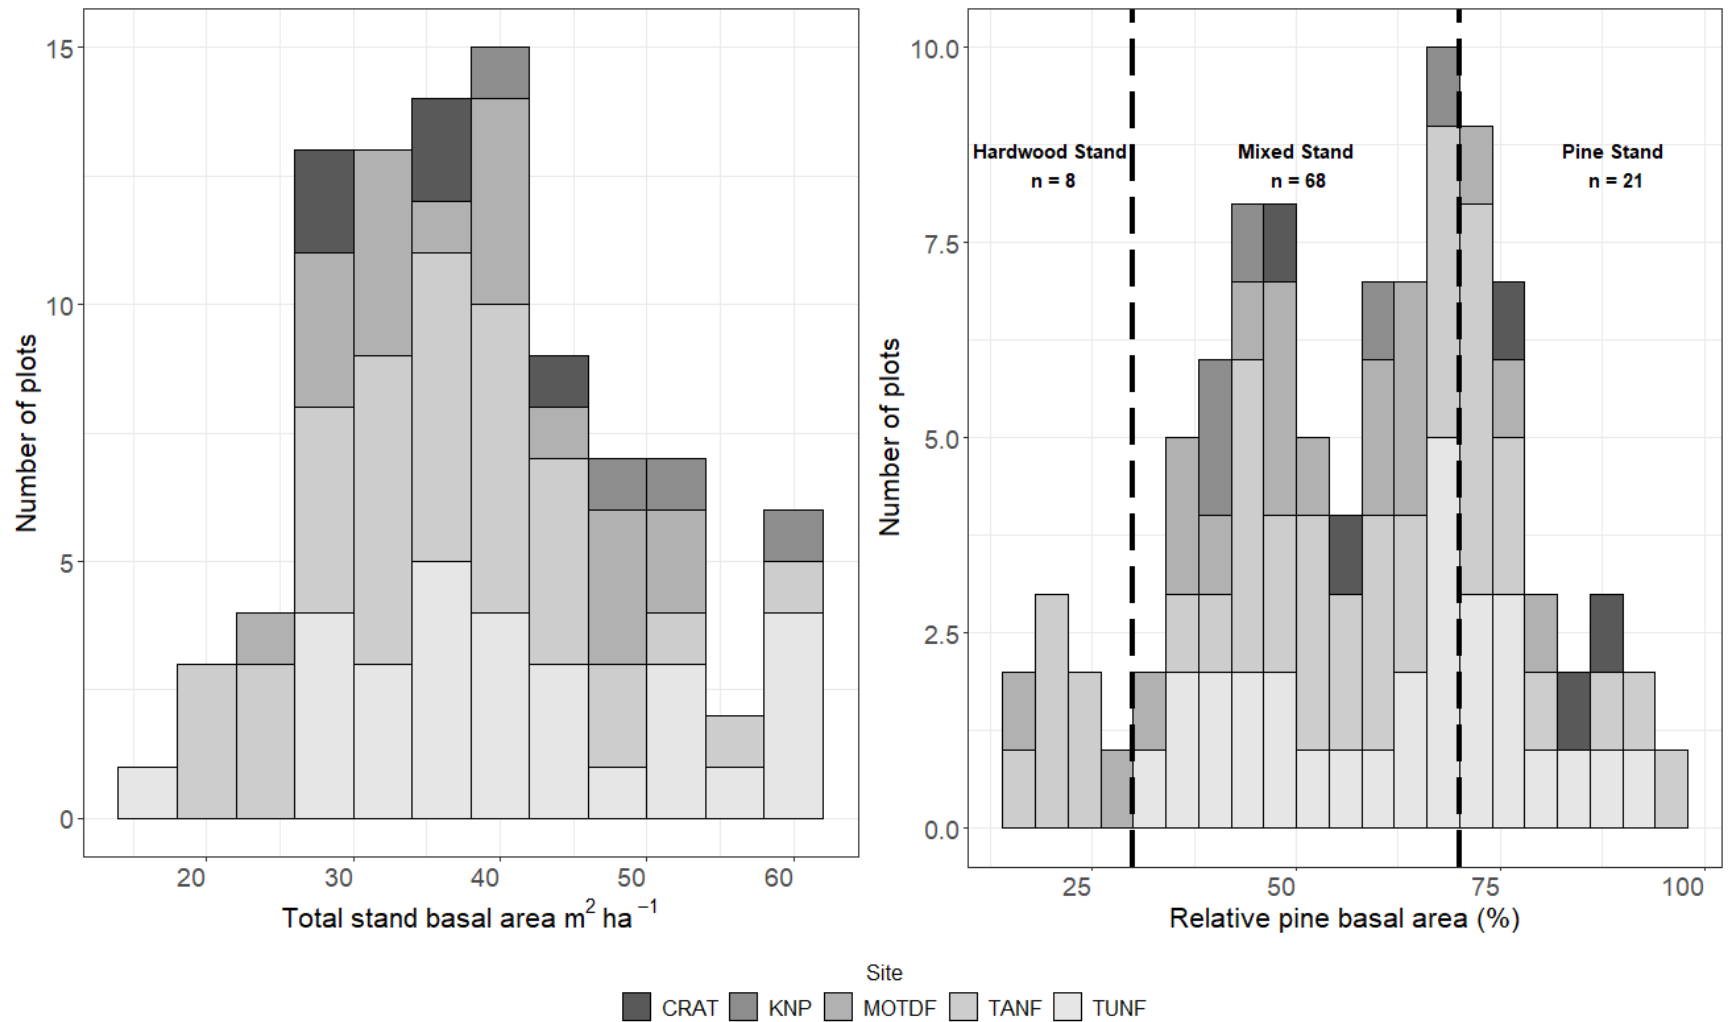 Number of plots
15
10
5
0
20 30 40 50 60
Total stand basal area m² ha⁻¹
Number of plots
10.0
7.5
5.0
2.5
0.0
Hardwood Stand
n = 8
Mixed Stand
n = 68
Pine Stand
n = 21
25 50 75 100
Relative pine basal area (%)
Site
CRAT KNP MOTDF TANF TUNF